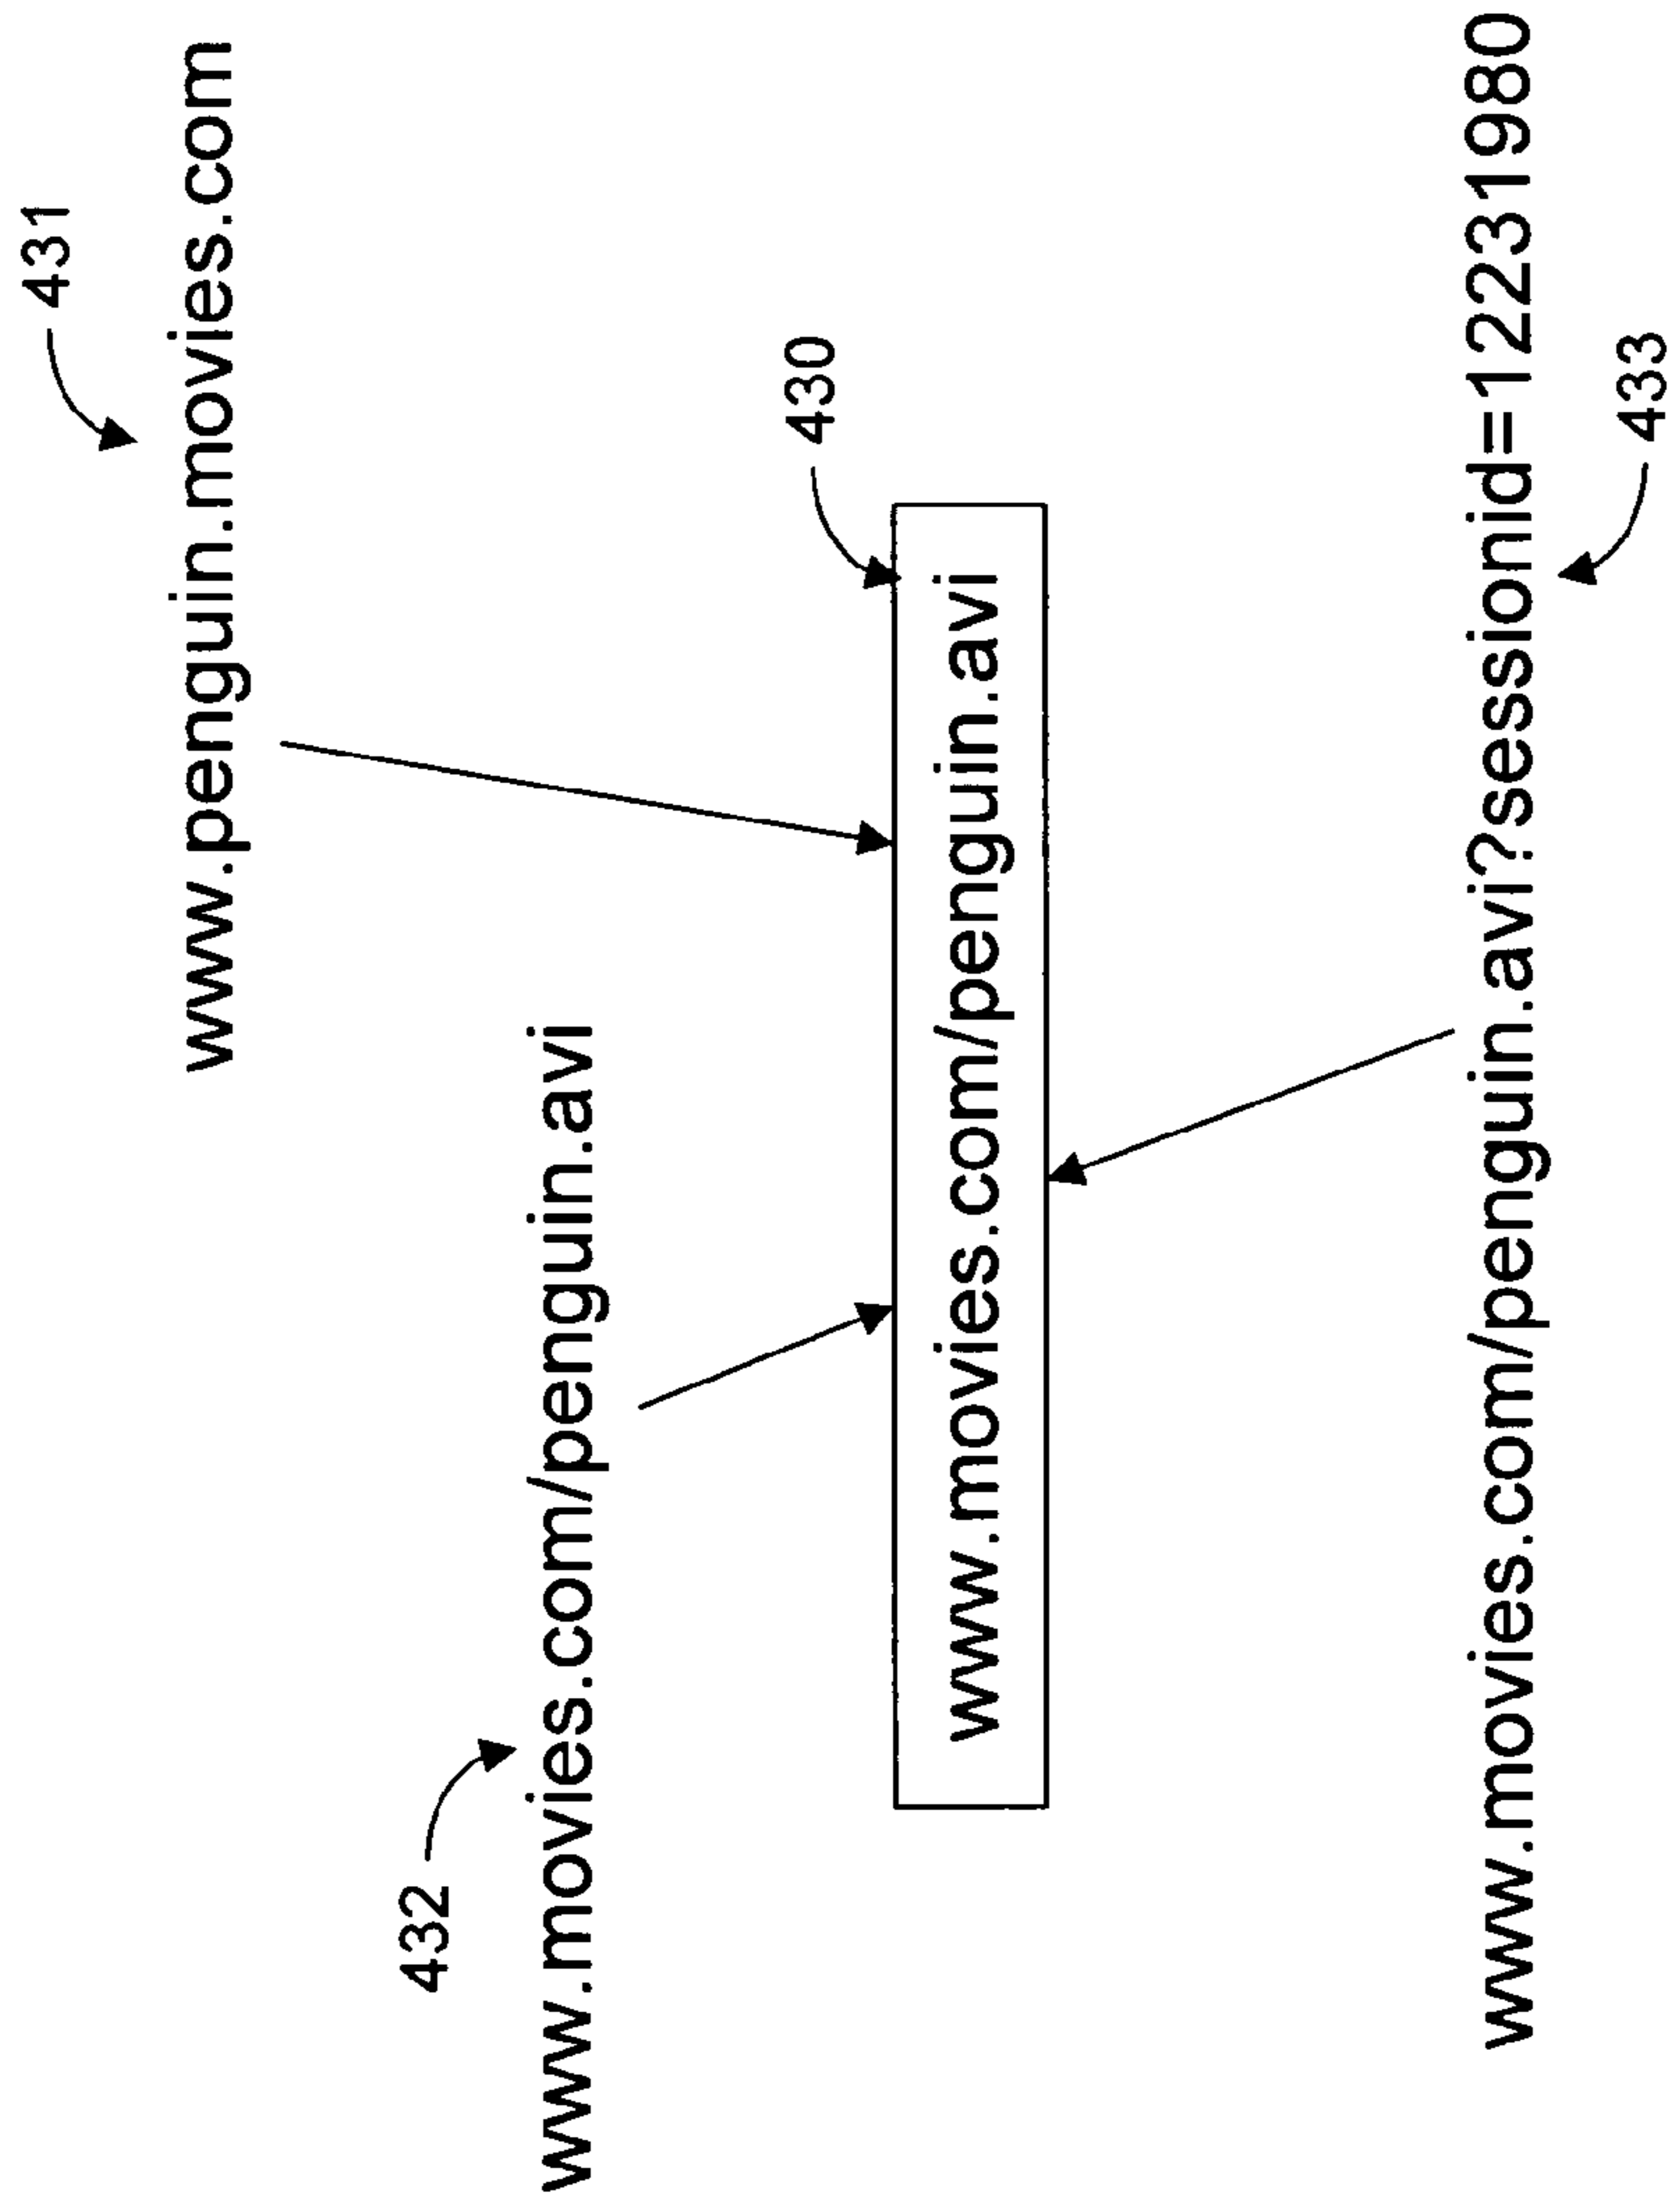 431
www.penguin.movies.com
432
www.movies.com/penguin.avi
430
www.movies.com/penguin.avi
www.movies.com/penguin.avi?sessionid=12231980
433